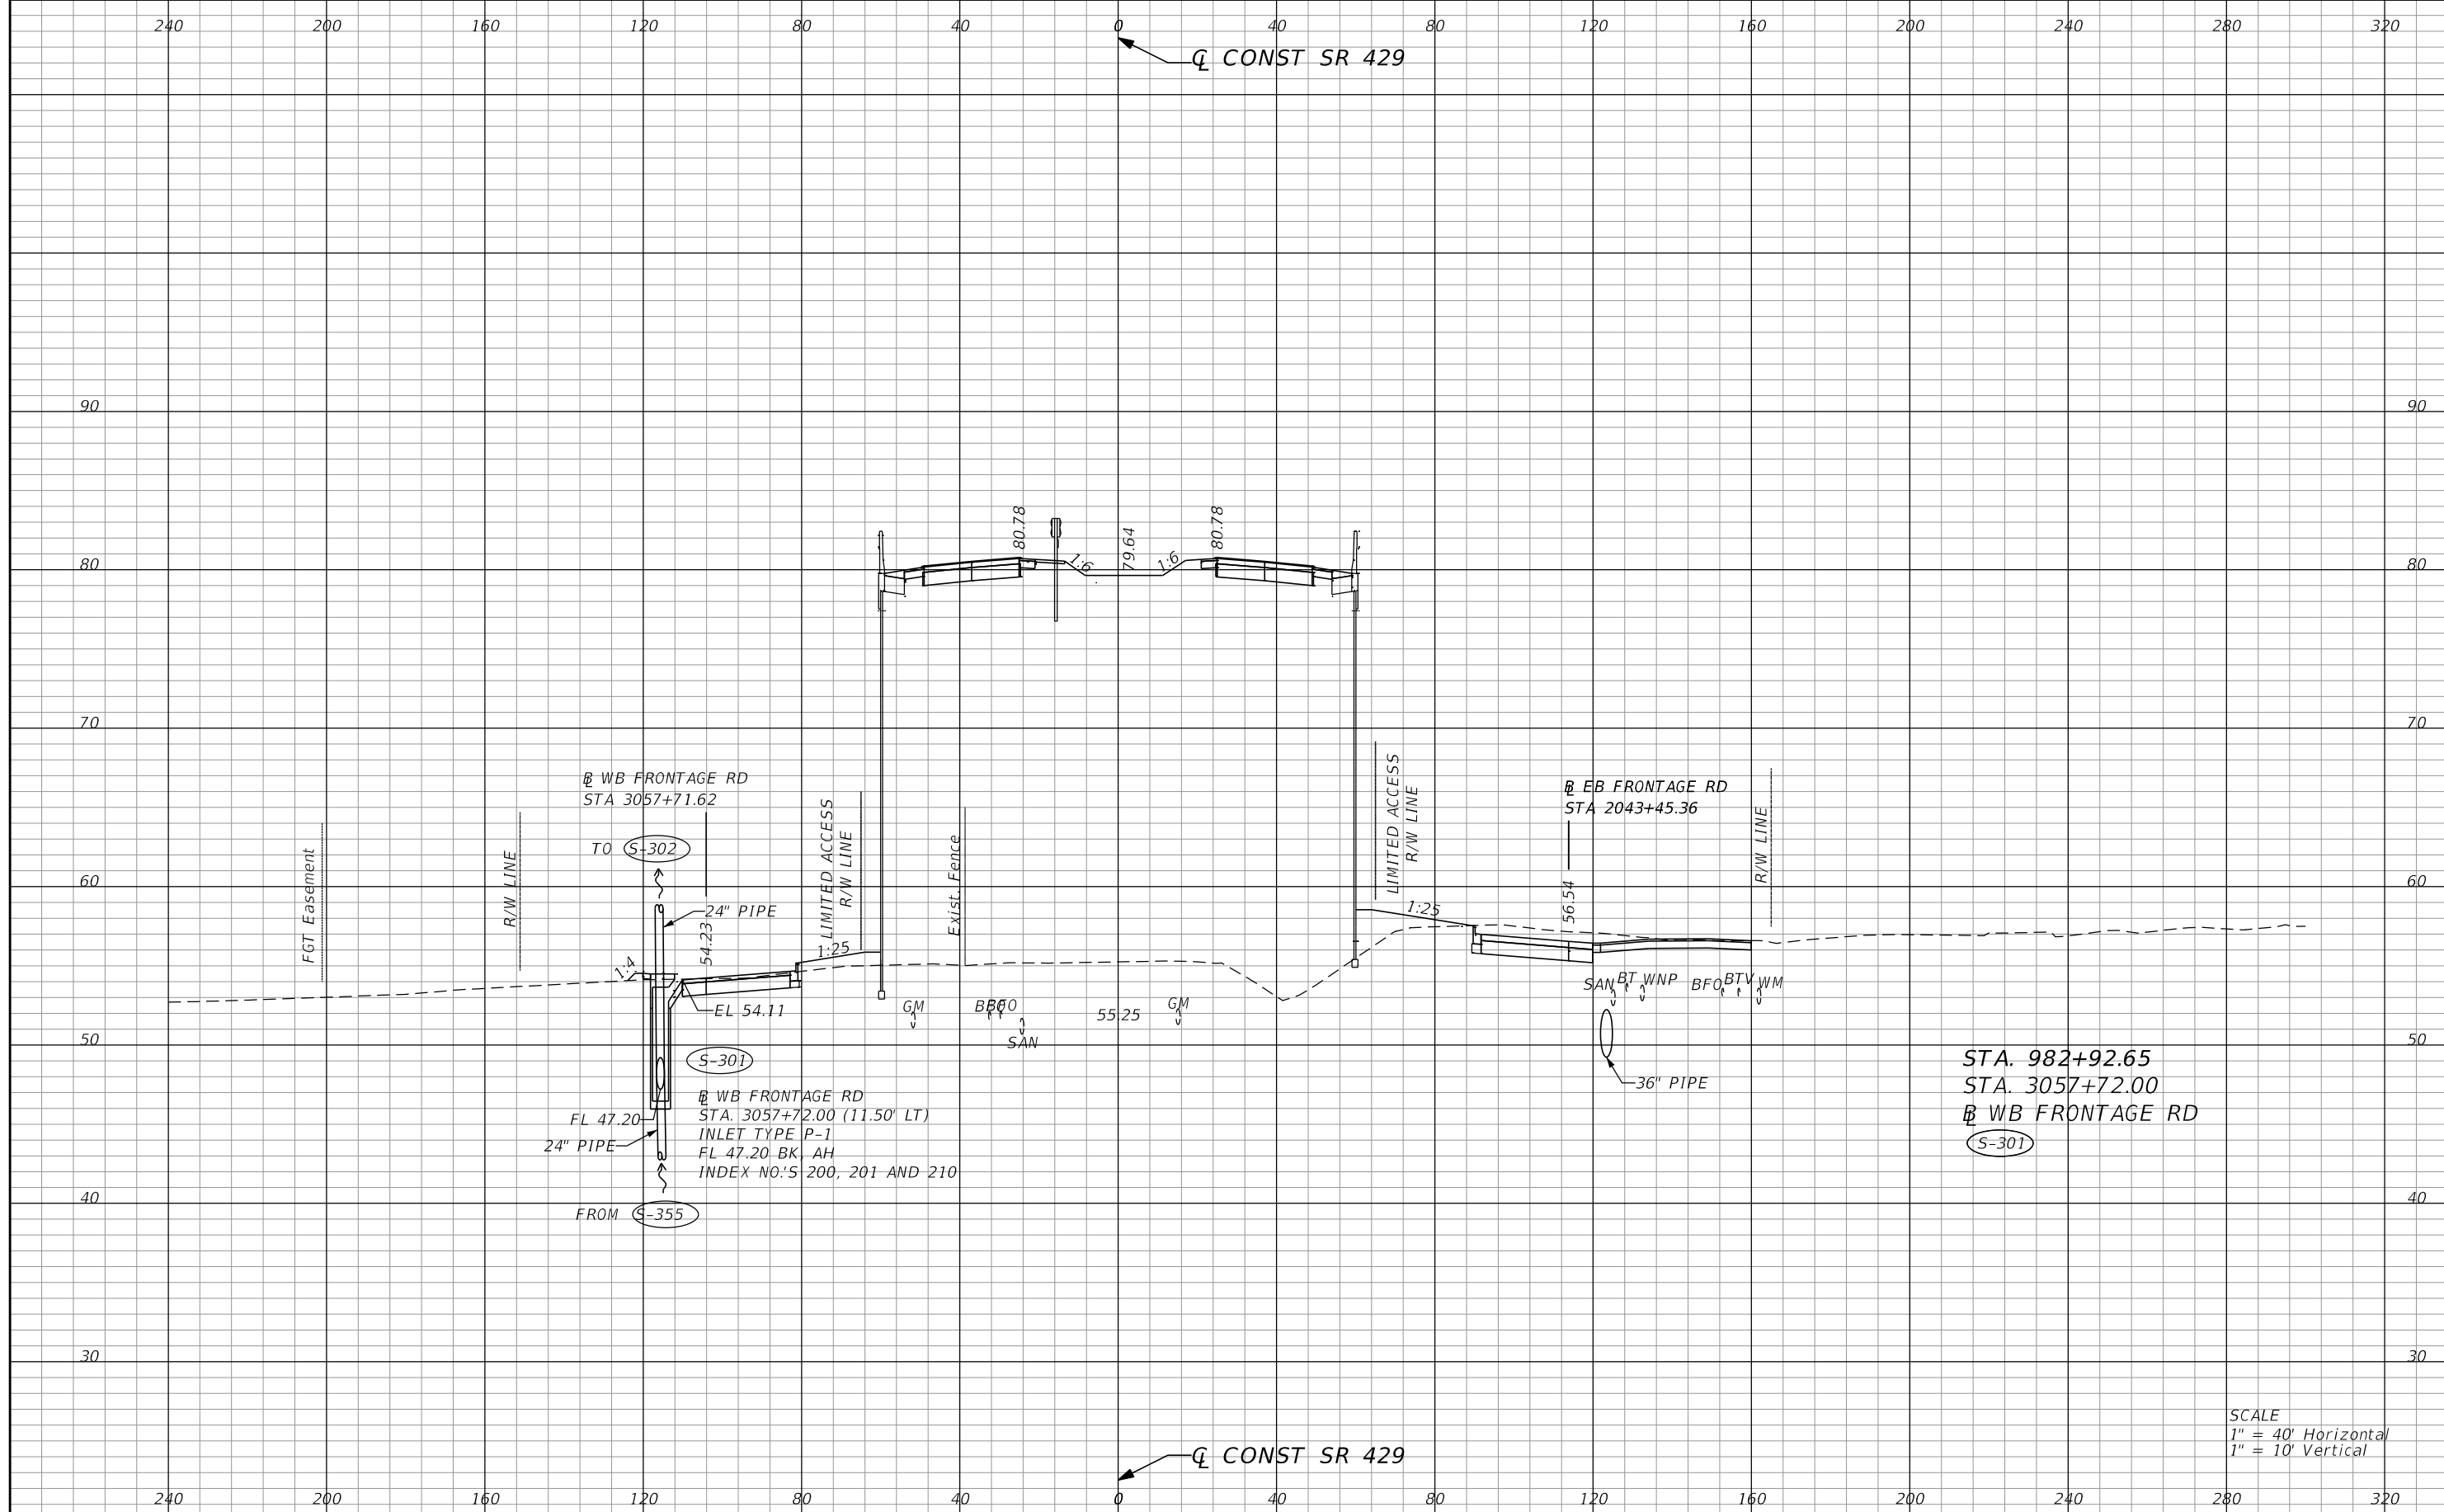 240 200 160 120 80 40 0 40 80 120 160 200 240 280 320
℄ CONST SR 429
90 90
80.78
79.64
80.78
1:6
1:6
80 80
70 70
LIMITED ACCESS
R/W LINE
℄ WB FRONTAGE RD
STA 3057+71.62
B EB FRONTAGE RD
STA 2043+45.36
TO S-302
FGT Easement
R/W LINE
LIMITED ACCESS
R/W LINE
Exist. Fence
R/W LINE
60 60
24" PIPE
54.23
56.54
1:25
1:25
1:4
SAN BT WNP BFO BTV WM
EL 54.11
GM
BFO
SAN
55.25
GM
50 50
S-301
36" PIPE
FL 47.20
24" PIPE
B WB FRONTAGE RD
STA. 3057+72.00 (11.50' LT)
INLET TYPE P-1
FL 47.20 BK, AH
INDEX NO.'S 200, 201 AND 210
STA. 982+92.65
STA. 3057+72.00
B WB FRONTAGE RD
S-301
40 40
FROM S-355
30 30
SCALE
1" = 40' Horizontal
1" = 10' Vertical
℄ CONST SR 429
240 200 160 120 80 40 0 40 80 120 160 200 240 280 320